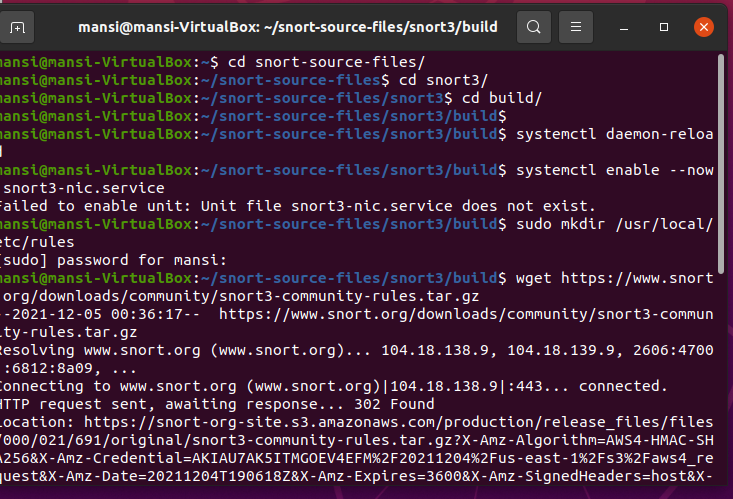 mansi@mansi-VirtualBox: ~/snort-source-files/snort3/build
mansi@mansi-VirtualBox:~$ cd snort-source-files/
mansi@mansi-VirtualBox:~/snort-source-files$ cd snort3/
mansi@mansi-VirtualBox:~/snort-source-files/snort3$ cd build/
mansi@mansi-VirtualBox:~/snort-source-files/snort3/build$
mansi@mansi-VirtualBox:~/snort-source-files/snort3/build$ systemctl daemon-reloa
d
mansi@mansi-VirtualBox:~/snort-source-files/snort3/build$ systemctl enable --now
snort3-nic.service
Failed to enable unit: Unit file snort3-nic.service does not exist.
mansi@mansi-VirtualBox:~/snort-source-files/snort3/build$ sudo mkdir /usr/local/
etc/rules
[sudo] password for mansi:
mansi@mansi-VirtualBox:~/snort-source-files/snort3/build$ wget https://www.snort
.org/downloads/community/snort3-community-rules.tar.gz
--2021-12-05 00:36:17--  https://www.snort.org/downloads/community/snort3-commun
ity-rules.tar.gz
Resolving www.snort.org (www.snort.org)... 104.18.138.9, 104.18.139.9, 2606:4700
::6812:8a09, ...
Connecting to www.snort.org (www.snort.org)|104.18.138.9|:443... connected.
HTTP request sent, awaiting response... 302 Found
Location: https://snort-org-site.s3.amazonaws.com/production/release_files/files
/000/021/691/original/snort3-community-rules.tar.gz?X-Amz-Algorithm=AWS4-HMAC-SH
A256&X-Amz-Credential=AKIAU7AK5ITMGOEV4EFM%2F20211204%2Fus-east-1%2Fs3%2Faws4_re
quest&X-Amz-Date=20211204T190618Z&X-Amz-Expires=3600&X-Amz-SignedHeaders=host&X-